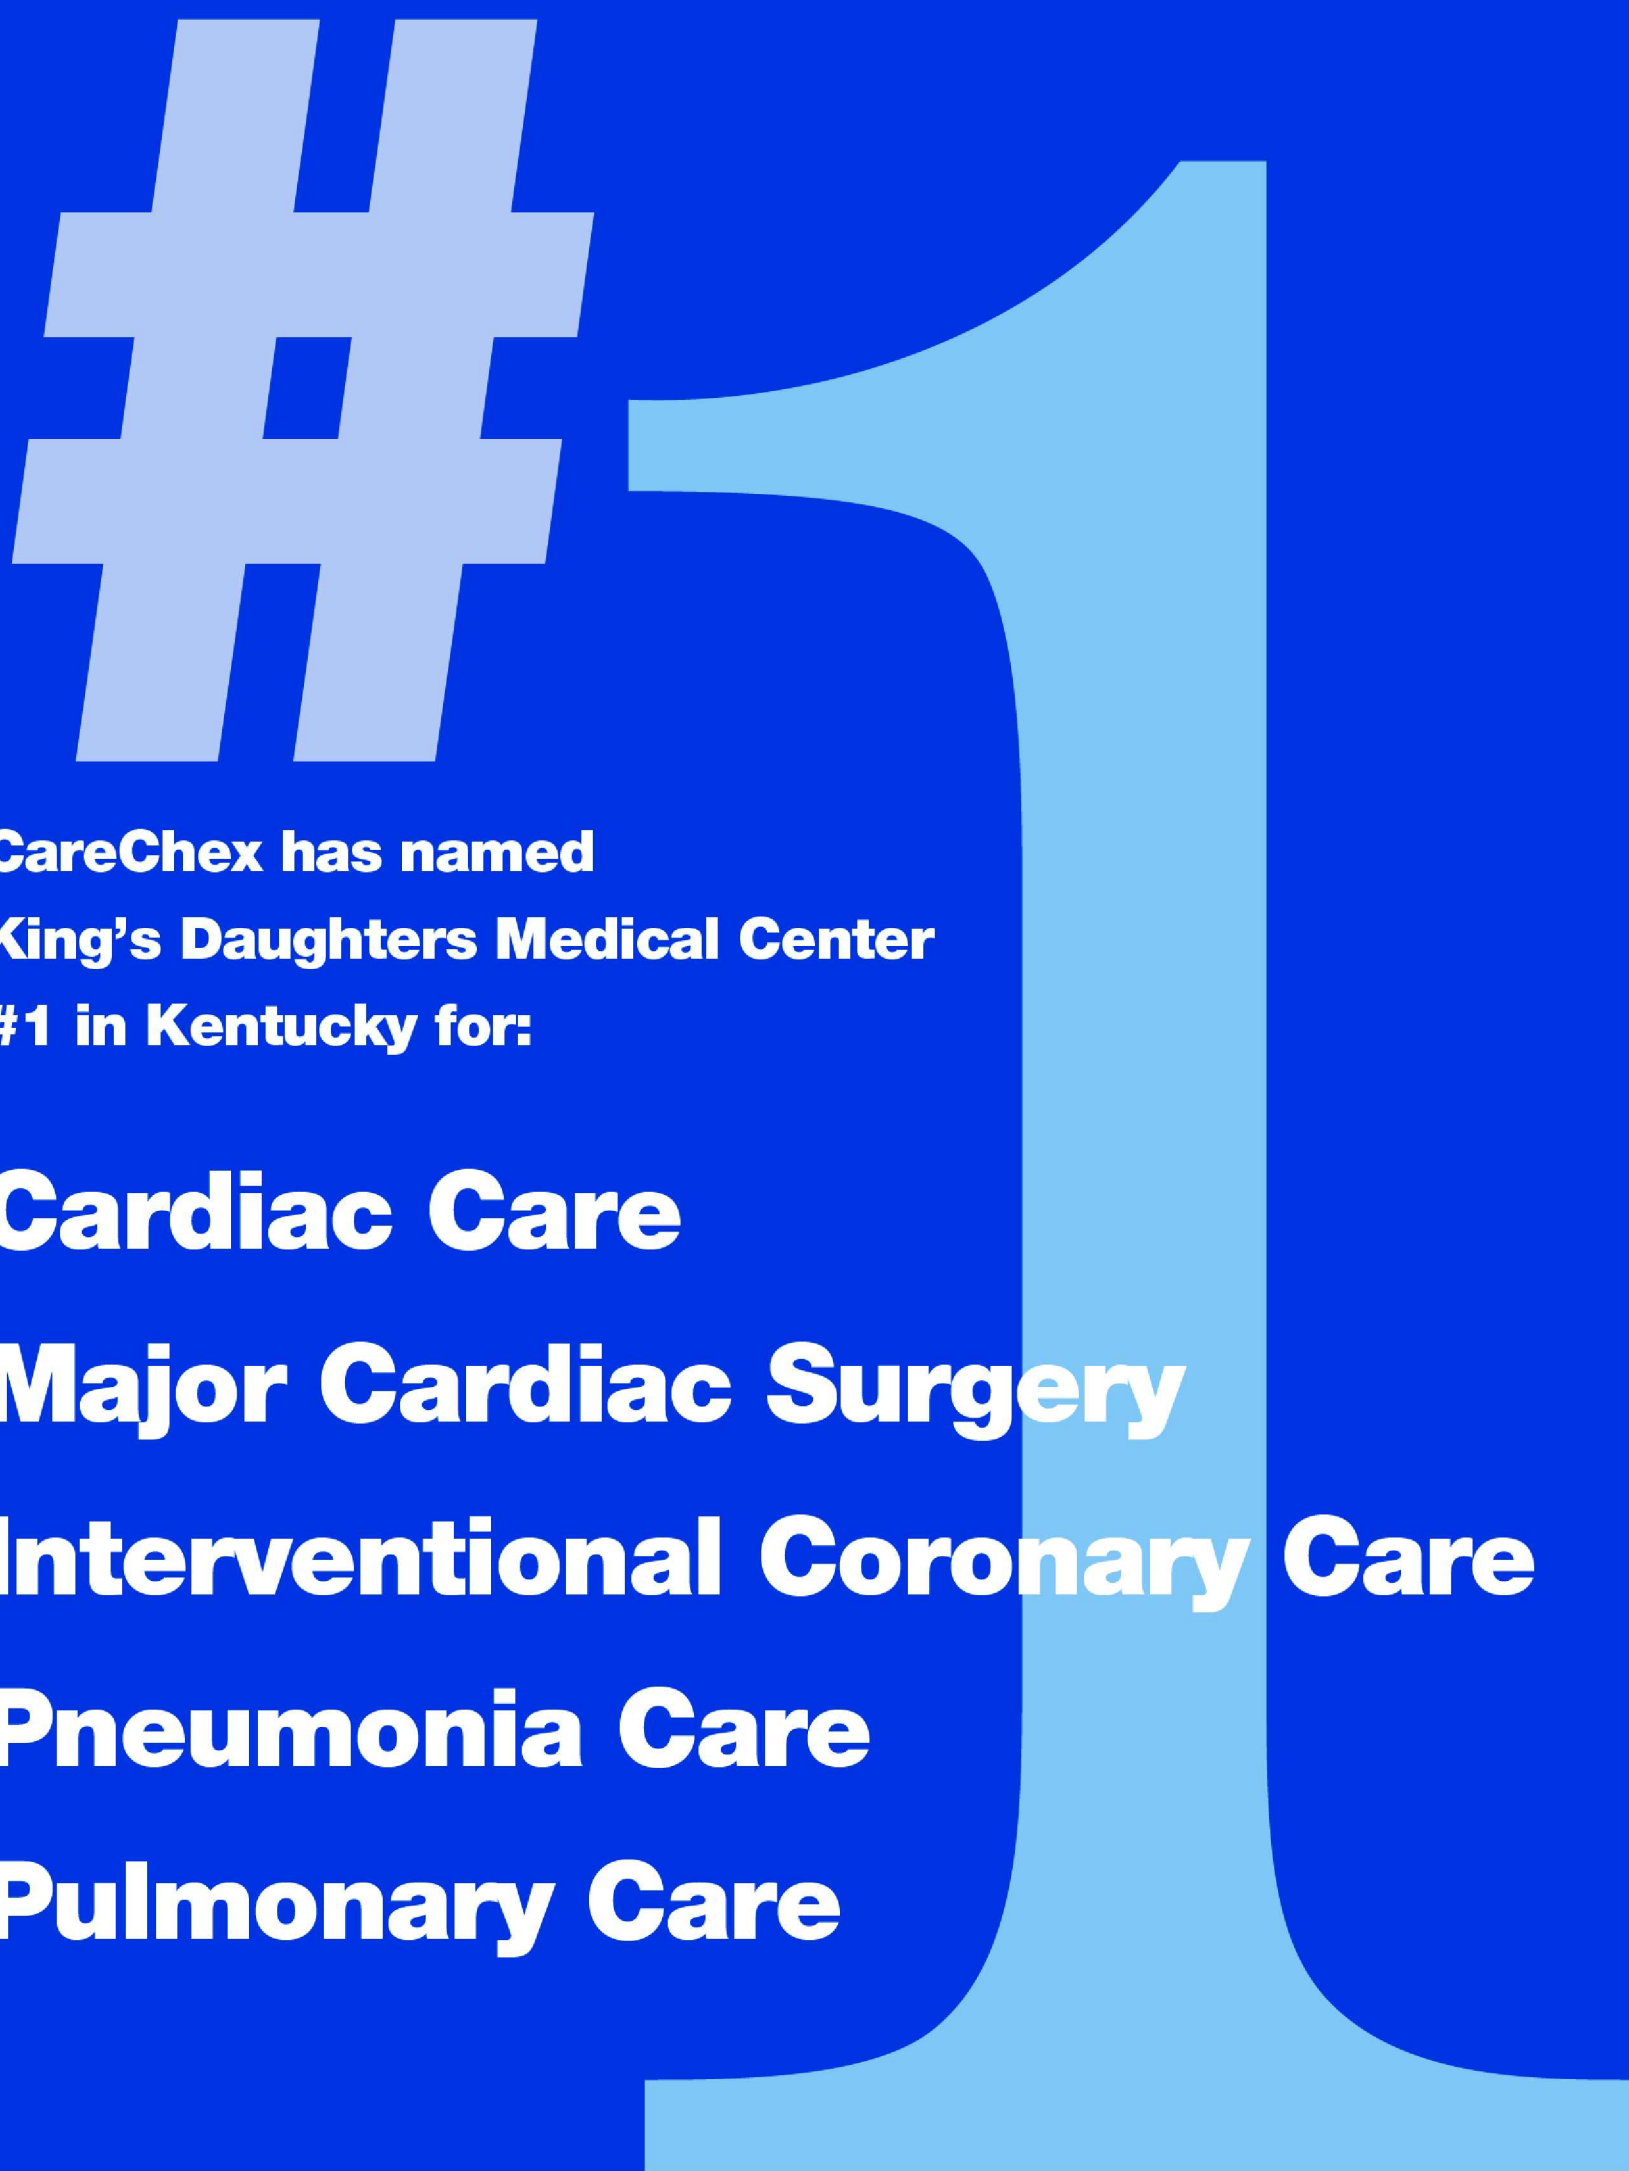 #1
CareChex has named
King’s Daughters Medical Center
#1 in Kentucky for:
Cardiac Care
Major Cardiac Surgery
Interventional Coronary Care
Pneumonia Care
Pulmonary Care